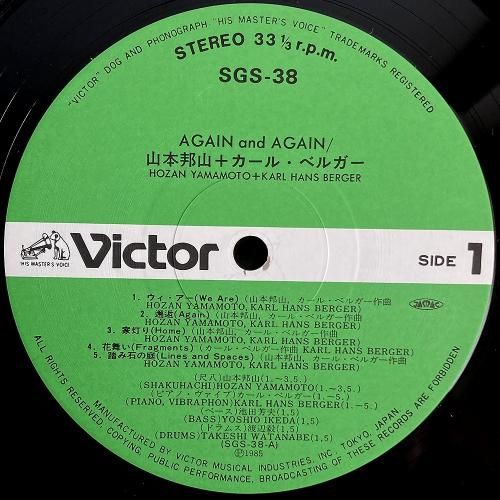 "VICTOR" DOG AND PHONOGRAPH "HIS MASTER'S VOICE" TRADEMARKS REGISTERED
STEREO 33 1/3 r.p.m.
SGS-38
AGAIN and AGAIN/
山本邦山+カール・ベルガー
HOZAN YAMAMOTO+KARL HANS BERGER
"HIS MASTER'S VOICE"
Victor
SIDE 1
1. ウィ・アー(We Are)(山本邦山、カール・ベルガー作曲
HOZAN YAMAMOTO, KARL HANS BERGER)
2. 邂逅(Again)(山本邦山、カール・ベルガー作曲
HOZAN YAMAMOTO, KARL HANS BERGER)
3. 家灯り(Home)(山本邦山、カール・ベルガー作曲
HOZAN YAMAMOTO, KARL HANS BERGER)
4. 花舞い(Fragments)(カール・ベルガー作曲 KARL HANS BERGER)
5. 踏み石の庭(Lines and Spaces)(カール・ベルガー作曲
KARL HANS BERGER)
(尺八)山本邦山(1.~3,5.)
(SHAKUHACHI)HOZAN YAMAMOTO(1.~3,5.)
(ピアノ・ヴァイブ)カール・ベルガー(1.~5.)
(PIANO, VIBRAPHON)KARL HANS BERGER(1.~5.)
(ベース)池田芳夫(1,5)
(BASS)YOSHIO IKEDA(1,5)
(ドラムス)渡辺毅(1,5)
(DRUMS)TAKESHI WATANABE(1,5)
(SGS-38-A)
℗1985
ALL RIGHTS RESERVED. MANUFACTURED BY VICTOR MUSICAL INDUSTRIES, INC., TOKYO, JAPAN
COPYING, PUBLIC PERFORMANCE, BROADCASTING OF THESE RECORDS ARE FORBIDDEN